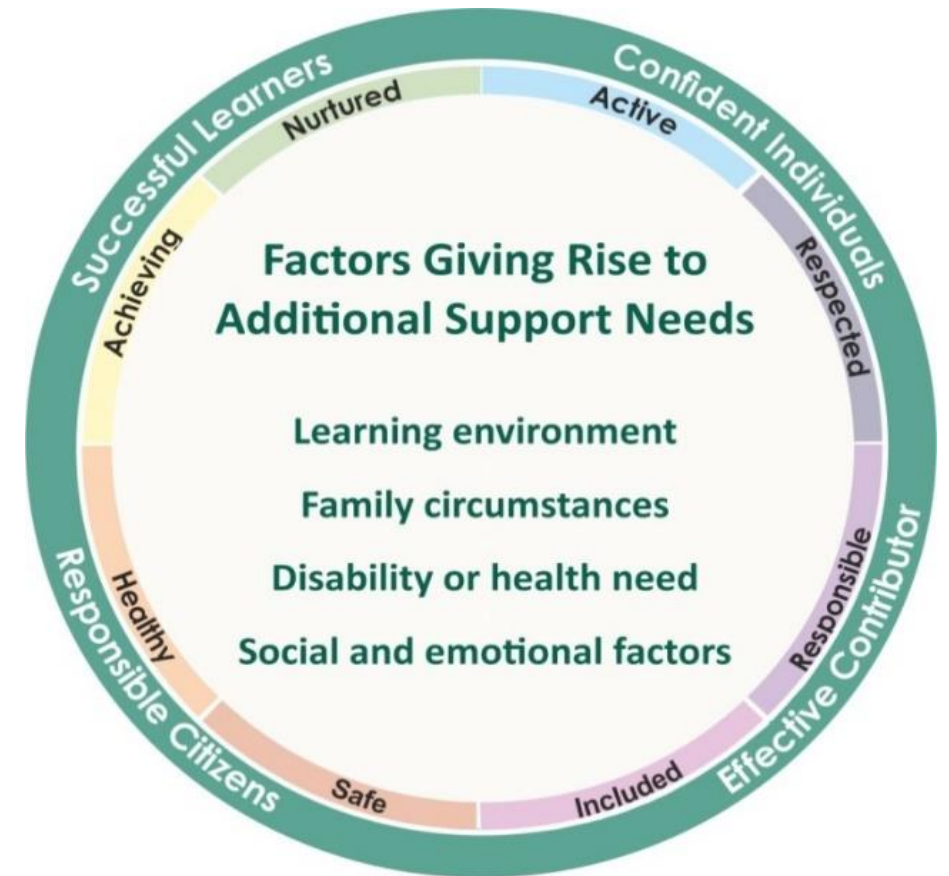 Successful Learners
Confident Individuals
Nurtured
Active
Achieving
Respected
Factors Giving Rise to
Additional Support Needs
Learning environment
Family circumstances
Disability or health need
Social and emotional factors
Healthy
Responsible
Safe
Included
Responsible Citizens
Effective Contributor